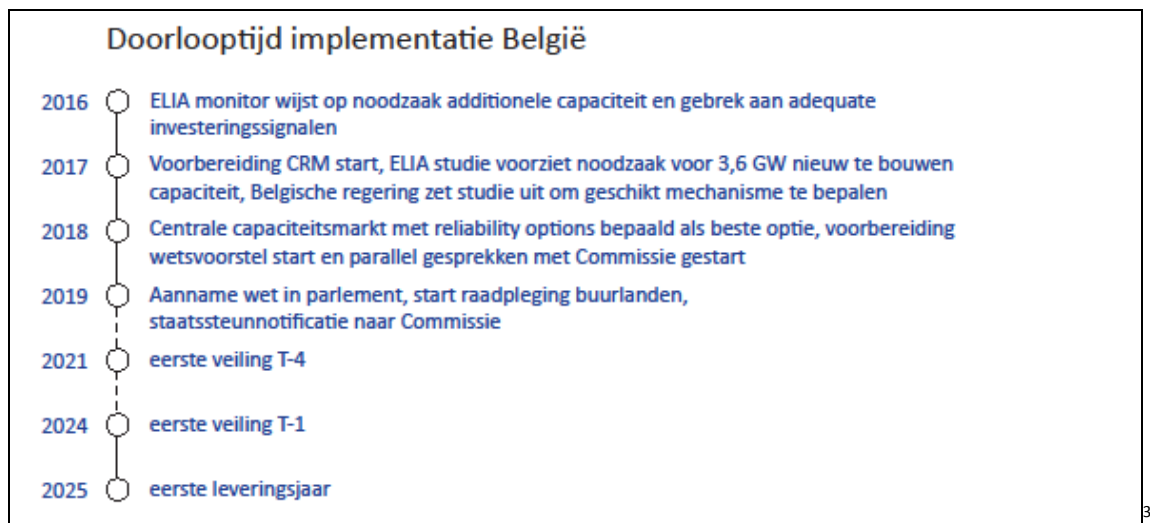 Doorlooptijd implementatie België
2016 ELIA monitor wijst op noodzaak additionele capaciteit en gebrek aan adequate
investeringssignalen
2017 Voorbereiding CRM start, ELIA studie voorziet noodzaak voor 3,6 GW nieuw te bouwen
capaciteit, Belgische regering zet studie uit om geschikt mechanisme te bepalen
2018 Centrale capaciteitsmarkt met reliability options bepaald als beste optie, voorbereiding
wetsvoorstel start en parallel gesprekken met Commissie gestart
2019 Aanname wet in parlement, start raadpleging buurlanden,
staatssteunnotificatie naar Commissie
2021 eerste veiling T-4
2024 eerste veiling T-1
2025 eerste leveringsjaar
3